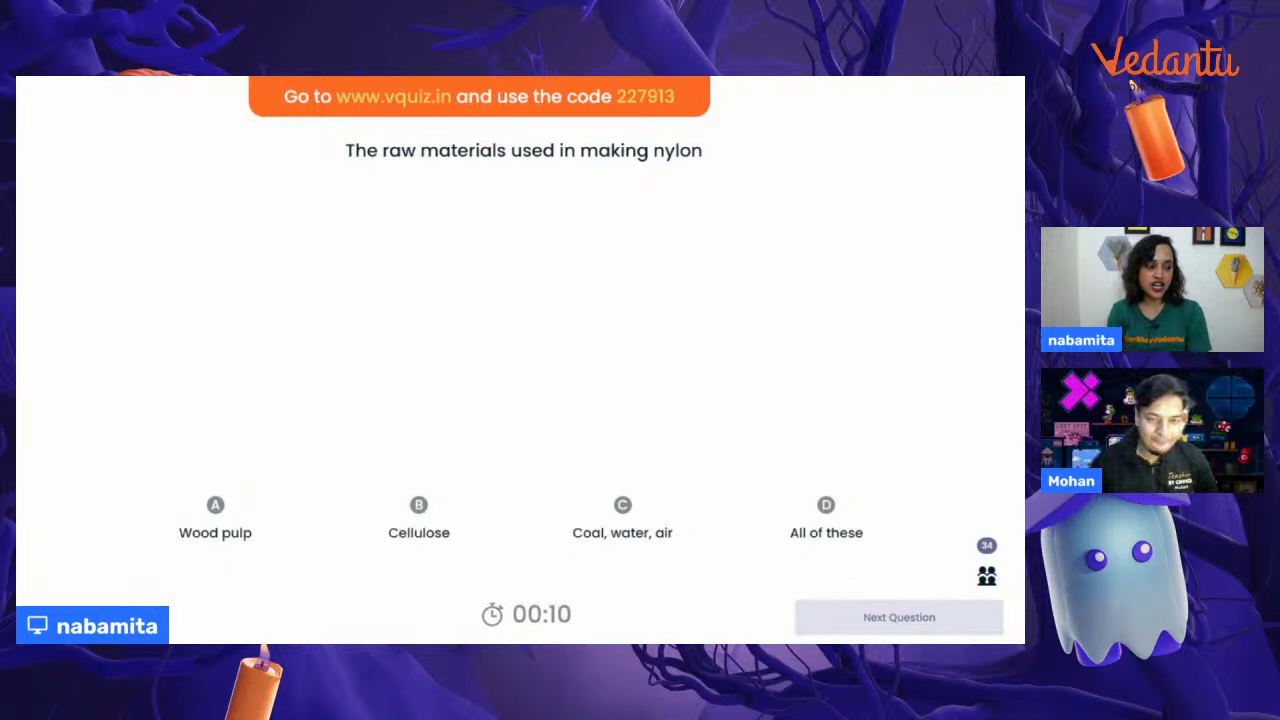 Vedantu
Go to www.vquiz.in and use the code 227913
The raw materials used in making nylon
A
Wood pulp
B
Cellulose
C
Coal, water, air
D
All of these
34
00:10
Next Question
nabamita
nabamita
Mohan